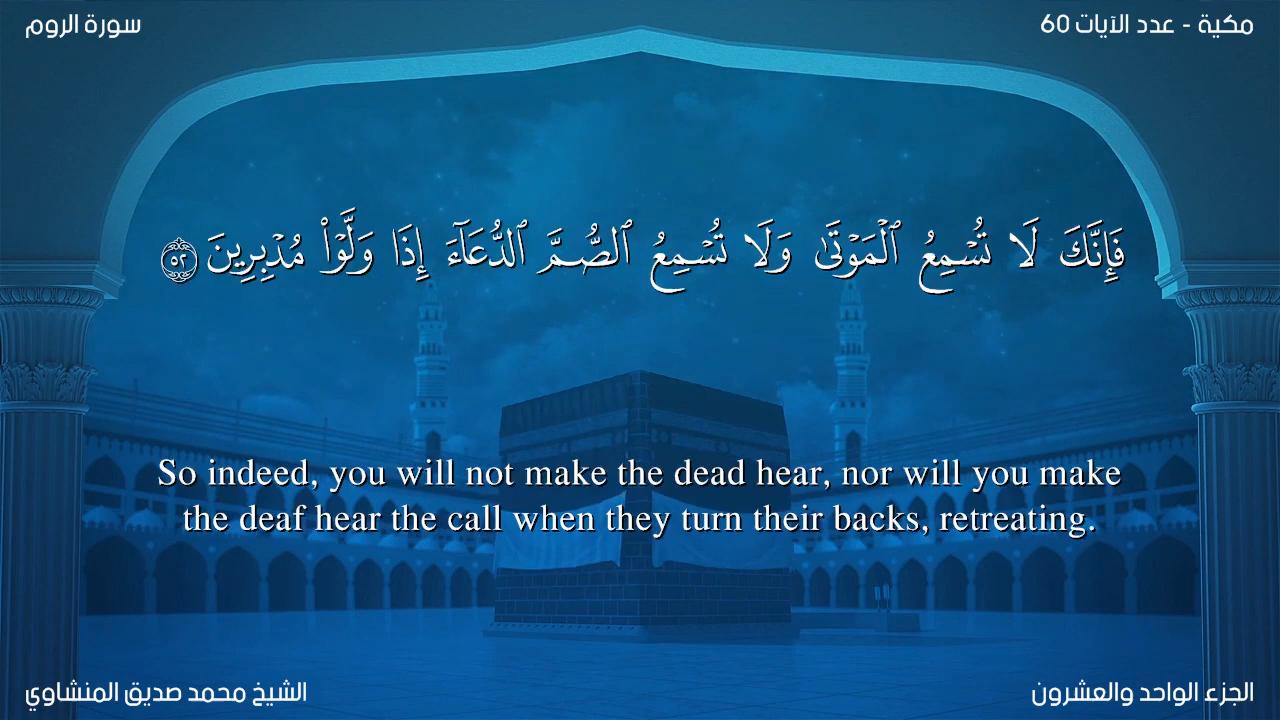 سورة الروم
مكية - عدد الآيات 60
فَإِنَّكَ لَا تُسْمِعُ ٱلْمَوْتَىٰ وَلَا تُسْمِعُ ٱلصُّمَّ ٱلدُّعَآءَ إِذَا وَلَّوْا۟ مُدْبِرِينَ ٥٢
So indeed, you will not make the dead hear, nor will you make
the deaf hear the call when they turn their backs, retreating.
الشيخ محمد صديق المنشاوي
الجزء الواحد والعشرون